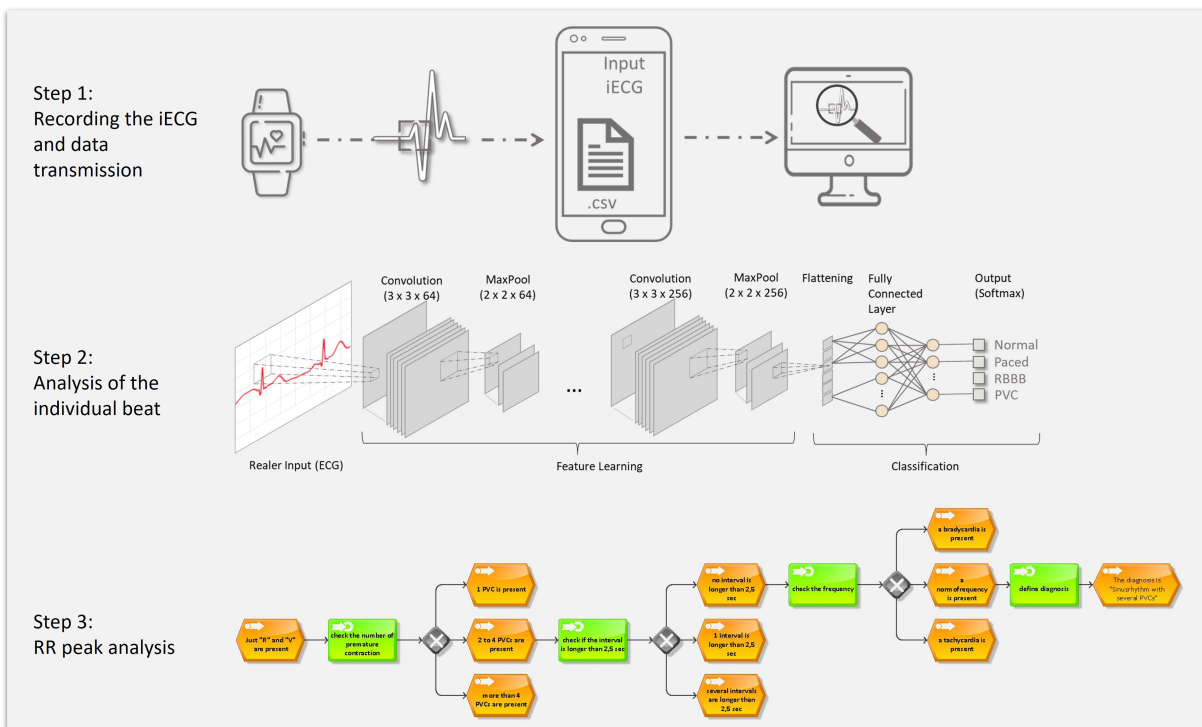 Step 1:
Recording the iECG
and data
transmission
Input
iECG
.csv
Step 2:
Analysis of the
individual beat
Convolution
(3 x 3 x 64)
MaxPool
(2 x 2 x 64)
...
Convolution
(3 x 3 x 256)
MaxPool
(2 x 2 x 256)
Flattening
Fully
Connected
Layer
Output
(Softmax)
Normal
Paced
RBBB
PVC
Realer Input (ECG)
Feature Learning
Classification
Step 3:
RR peak analysis
Just "R" and "V"
are present
check the number of
premature
contraction
1 PVC is present
2 to 4 PVCs are
present
more than 4
PVCs are present
check if the interval
is longer than 2,5 sec
no interval is
longer than 2,5
sec
1 interval is
longer than 2,5
sec
several intervals
are longer than
2,5 sec
check the frequency
a bradycardia is
present
a
normofrequency
is present
a tachycardia is
present
define diagnosis
The diagnosis is
"Sinusrhythm with
several PVCs"